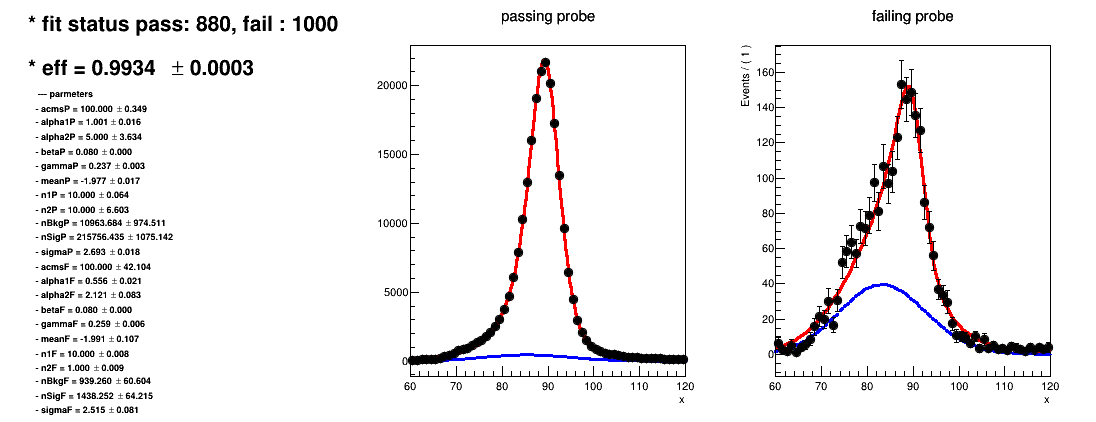 * fit status pass: 880, fail : 1000
* eff = 0.9934 ± 0.0003
--- parmeters
- acmsP = 100.000 ± 0.349
- alpha1P = 1.001 ± 0.016
- alpha2P = 5.000 ± 3.634
- betaP = 0.080 ± 0.000
- gammaP = 0.237 ± 0.003
- meanP = -1.977 ± 0.017
- n1P = 10.000 ± 0.064
- n2P = 10.000 ± 6.603
- nBkgP = 10963.684 ± 974.511
- nSigP = 215756.435 ± 1075.142
- sigmaP = 2.693 ± 0.018
- acmsF = 100.000 ± 42.104
- alpha1F = 0.556 ± 0.021
- alpha2F = 2.121 ± 0.083
- betaF = 0.080 ± 0.000
- gammaF = 0.259 ± 0.006
- meanF = -1.991 ± 0.107
- n1F = 10.000 ± 0.008
- n2F = 1.000 ± 0.009
- nBkgF = 939.260 ± 60.604
- nSigF = 1438.252 ± 64.215
- sigmaF = 2.515 ± 0.081
passing probe
20000
15000
10000
5000
0
60 70 80 90 100 110 120
x
failing probe
Events / ( 1 )
160
140
120
100
80
60
40
20
0
60 70 80 90 100 110 120
x